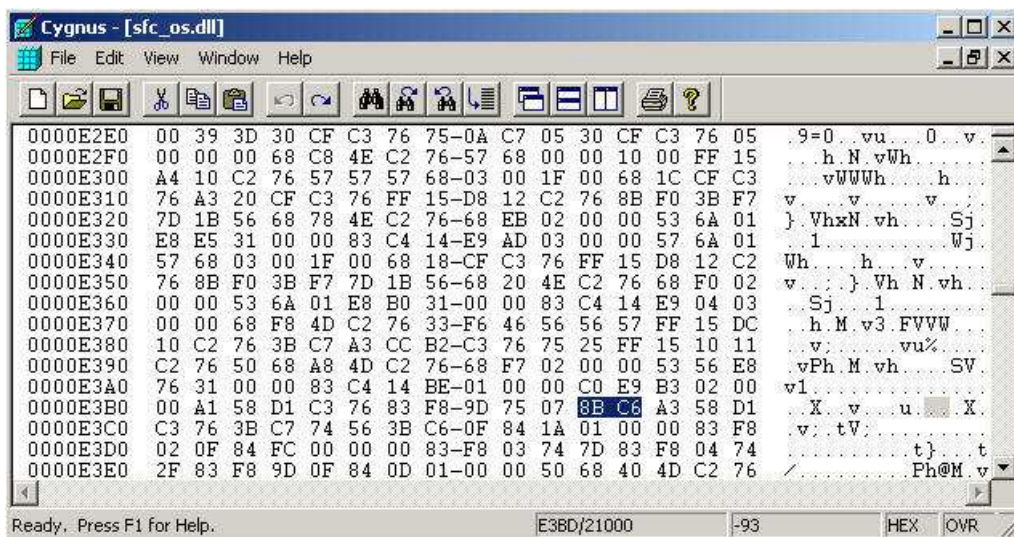 Cygnus - [sfc_os.dll]
File Edit View Window Help
0000E2E0 00 39 3D 30 CF C3 76 75-0A C7 05 30 CF C3 76 05 .9=0..vu...0..v.
0000E2F0 00 00 00 68 C8 4E C2 76-57 68 00 00 10 00 FF 15 ...h.N.vWh......
0000E300 A4 10 C2 76 57 57 57 68-03 00 1F 00 68 1C CF C3 ...vWWWh....h...
0000E310 76 A3 20 CF C3 76 FF 15-D8 12 C2 76 8B F0 3B F7 v. ..v.....v..;.
0000E320 7D 1B 56 68 78 4E C2 76-68 EB 02 00 00 53 6A 01 }.VhxN.vh....Sj.
0000E330 E8 E5 31 00 00 83 C4 14-E9 AD 03 00 00 57 6A 01 ..1..........Wj.
0000E340 57 68 03 00 1F 00 68 18-CF C3 76 FF 15 D8 12 C2 Wh....h...v.....
0000E350 76 8B F0 3B F7 7D 1B 56-68 20 4E C2 76 68 F0 02 v..;.}.Vh N.vh..
0000E360 00 00 53 6A 01 E8 B0 31-00 00 83 C4 14 E9 04 03 ..Sj...1........
0000E370 00 00 68 F8 4D C2 76 33-F6 46 56 56 57 FF 15 DC ..h.M.v3.FVVW...
0000E380 10 C2 76 3B C7 A3 CC B2-C3 76 75 25 FF 15 10 11 ..v;.....vu%....
0000E390 C2 76 50 68 A8 4D C2 76-68 F7 02 00 00 53 56 E8 .vPh.M.vh....SV.
0000E3A0 76 31 00 00 83 C4 14 BE-01 00 00 C0 E9 B3 02 00 v1..............
0000E3B0 00 A1 58 D1 C3 76 83 F8-9D 75 07 8B C6 A3 58 D1 ..X..v...u....X.
0000E3C0 C3 76 3B C7 74 56 3B C6-0F 84 1A 01 00 00 83 F8 .v;.tV;.........
0000E3D0 02 0F 84 FC 00 00 00 83-F8 03 74 7D 83 F8 04 74 ..........t}...t
0000E3E0 2F 83 F8 9D 0F 84 0D 01-00 00 50 68 40 4D C2 76 /.........Ph@M.v
Ready. Press F1 for Help. E3BD/21000 -93 HEX OVR